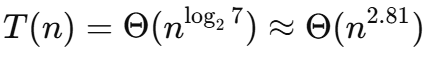 T(n) = Θ(n^{log_2 7}) ≈ Θ(n^{2.81})